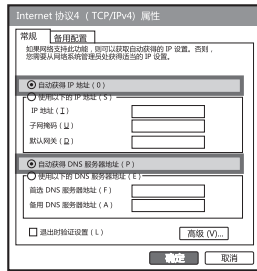 Internet 协议4 （TCP/IPv4) 属性
常规 备用配置
如果网络支持此功能，则可以获取自动获得的 IP 设置。否则，
您需要从网络系统管理员处获得适当的 IP 设置。
自动获得 IP 地址（O）
使用以下的 IP 地址（S）
IP 地址（I）
子网掩码（U）
默认网关（D）
自动获得 DNS 服务器地址（P）
使用以下的 DNS 服务器地址（E）
首选 DNS 服务器地址（F）
备用 DNS 服务器地址（A）
退出时验证设置（L） 高级 (V)...
确定 取消